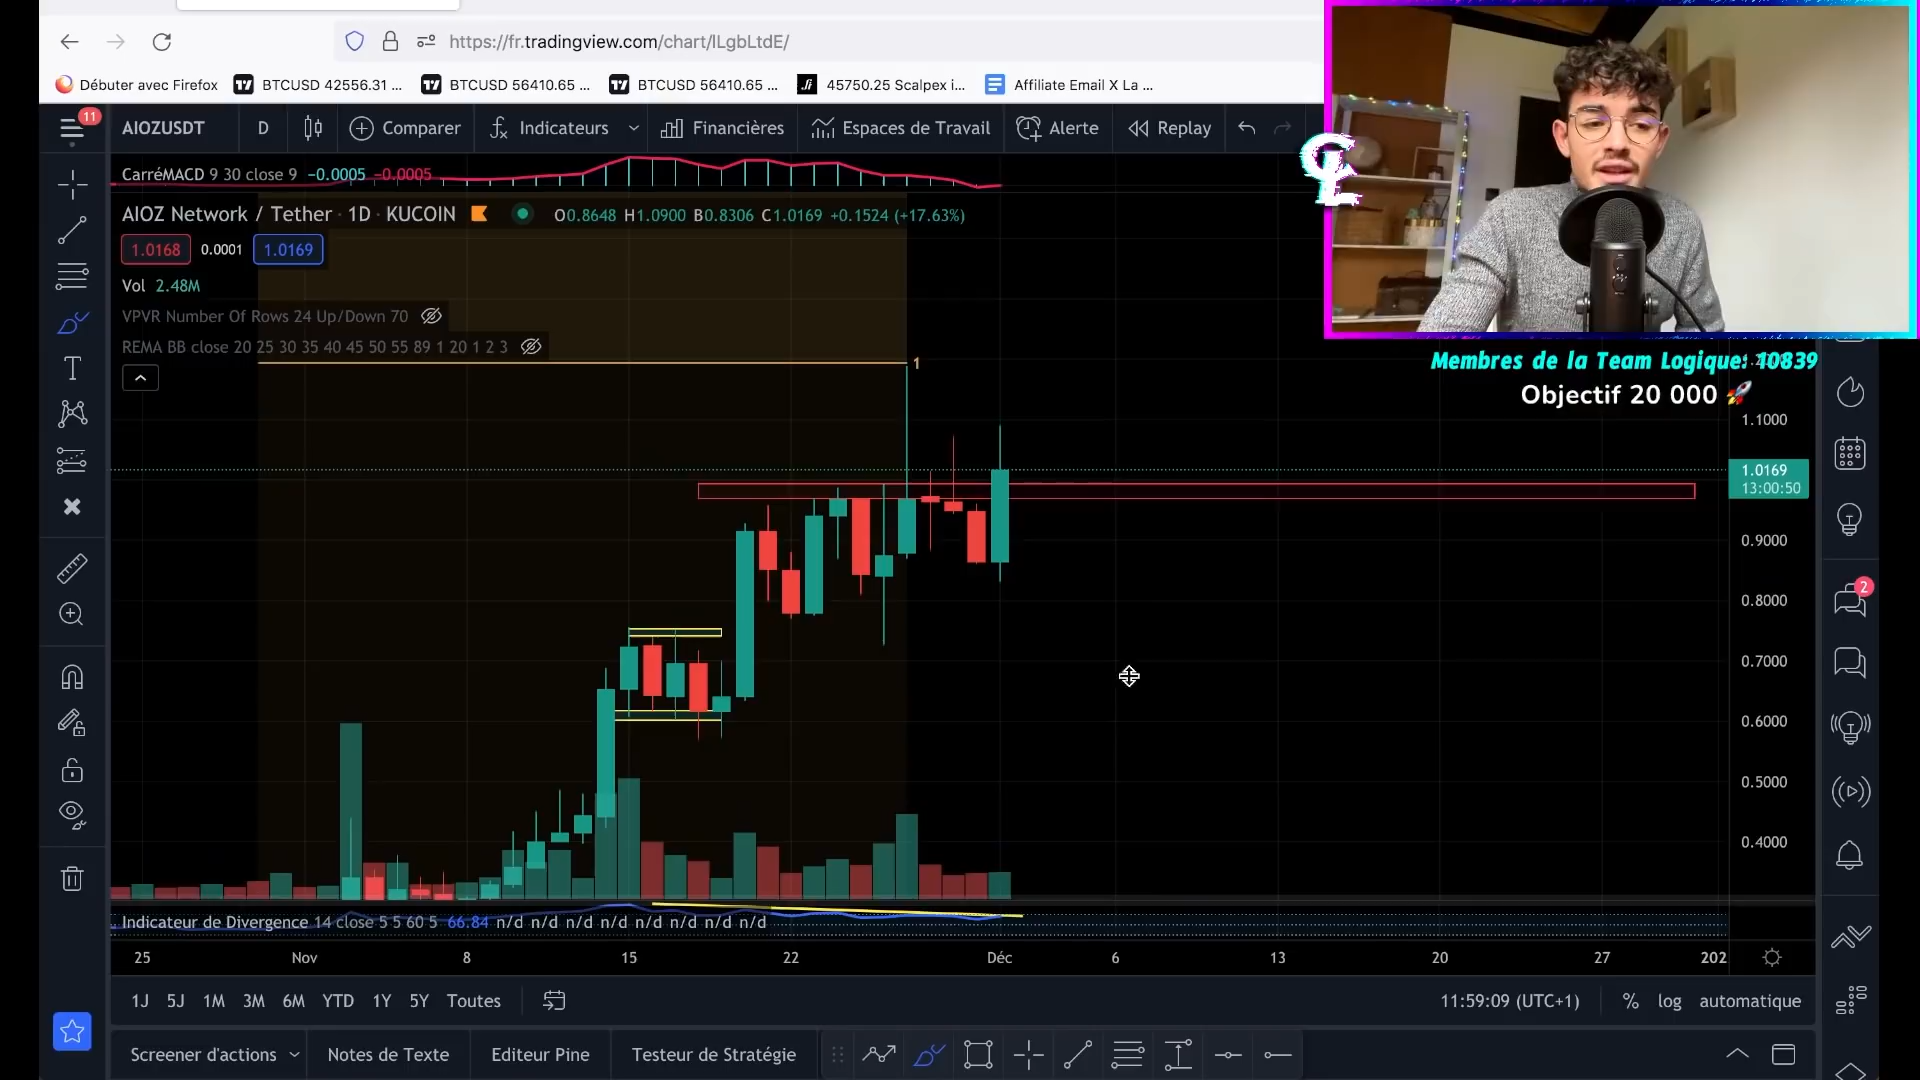 https://fr.tradingview.com/chart/lLgbLtdE/
Débuter avec Firefox
BTCUSD 42556.31 ...
BTCUSD 56410.65 ...
BTCUSD 56410.65 ...
45750.25 Scalpex i...
Affiliate Email X La ...
11
AIOZUSDT
D
Comparer
Indicateurs
Financières
Espaces de Travail
Alerte
Replay
CarréMACD 9 30 close 9 −0.0005 −0.0005
AIOZ Network / Tether · 1D · KUCOIN
O0.8648 H1.0900 B0.8306 C1.0169 +0.1524 (+17.63%)
1.0168
0.0001
1.0169
Vol 2.48M
VPVR Number Of Rows 24 Up/Down 70
REMA BB close 20 25 30 35 40 45 50 55 89 1 20 1 2 3
1
Membres de la Team Logique: 10839
Objectif 20 000 🚀
1.1000
1.0169
13:00:50
0.9000
0.8000
0.7000
0.6000
0.5000
0.4000
2
Indicateur de Divergence 14 close 5 5 60 5 66.84 n/d n/d n/d n/d n/d n/d n/d n/d
25
Nov
8
15
22
Déc
6
13
20
27
202
1J
5J
1M
3M
6M
YTD
1Y
5Y
Toutes
11:59:09 (UTC+1)
%
log
automatique
Screener d'actions
Notes de Texte
Editeur Pine
Testeur de Stratégie